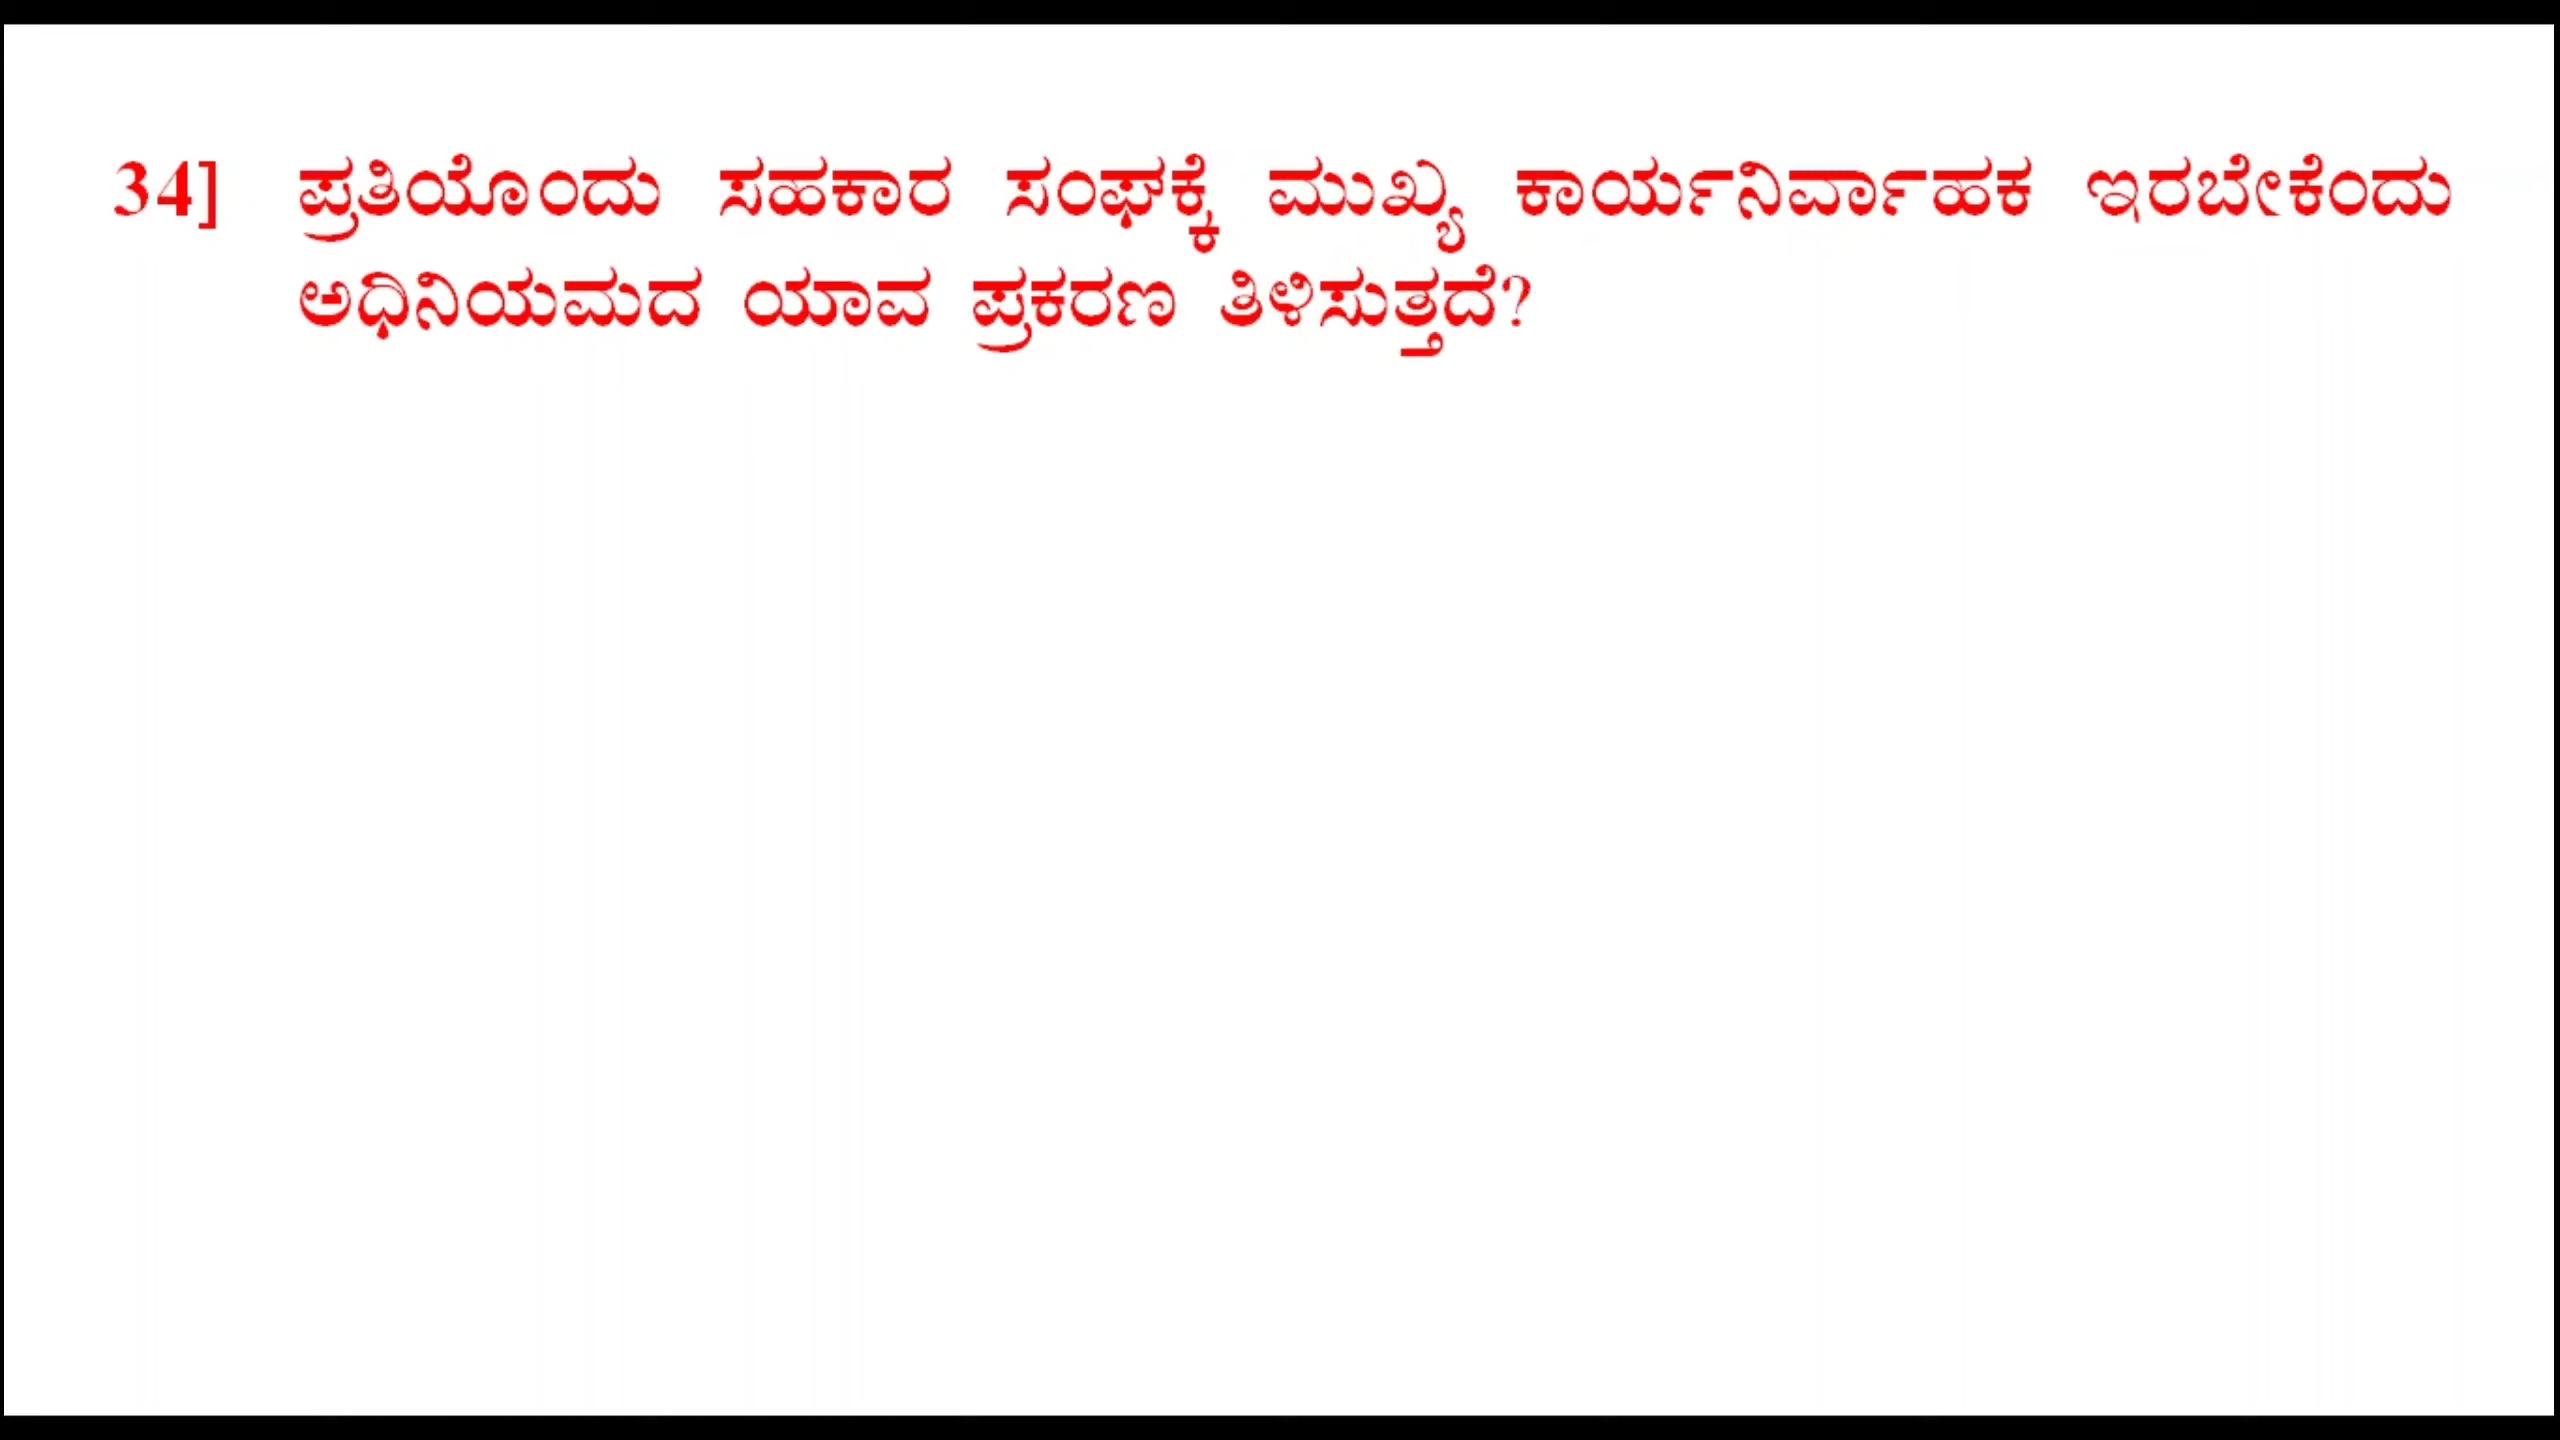 34] ಪ್ರತಿಯೊಂದು ಸಹಕಾರ ಸಂಘಕ್ಕೆ ಮುಖ್ಯ ಕಾರ್ಯನಿರ್ವಾಹಕ ಇರಬೇಕೆಂದು
ಅಧಿನಿಯಮದ ಯಾವ ಪ್ರಕರಣ ತಿಳಿಸುತ್ತದೆ?